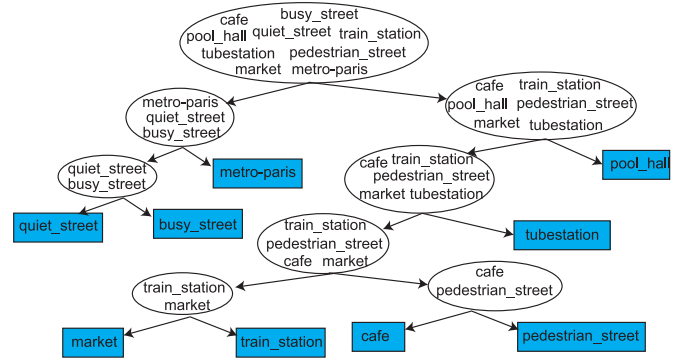 cafe busy_street
pool_hall quiet_street train_station
tubestation pedestrian_street
market metro-paris
metro-paris
quiet_street
busy_street
cafe train_station
pool_hall pedestrian_street
market tubestation
quiet_street
busy_street
metro-paris
cafe train_station
pedestrian_street
market tubestation
pool_hall
quiet_street
busy_street
train_station
pedestrian_street
cafe market
tubestation
train_station
market
cafe
pedestrian_street
market
train_station
cafe
pedestrian_street